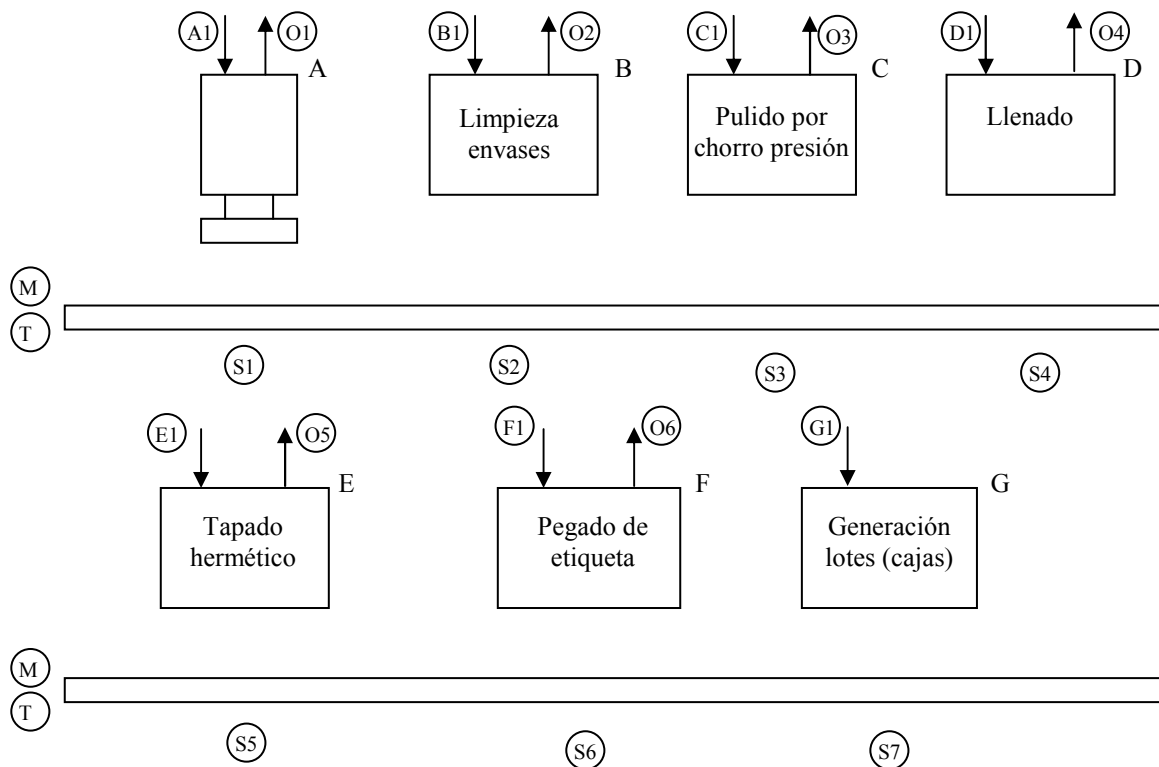 A1 O1 A
B1 O2 B
Limpieza
envases
C1 O3 C
Pulido por
chorro presión
D1 O4 D
Llenado
M
T
S1 S2 S3 S4
E1 O5 E
Tapado
hermético
F1 O6 F
Pegado de
etiqueta
G1 G
Generación
lotes (cajas)
M
T
S5 S6 S7